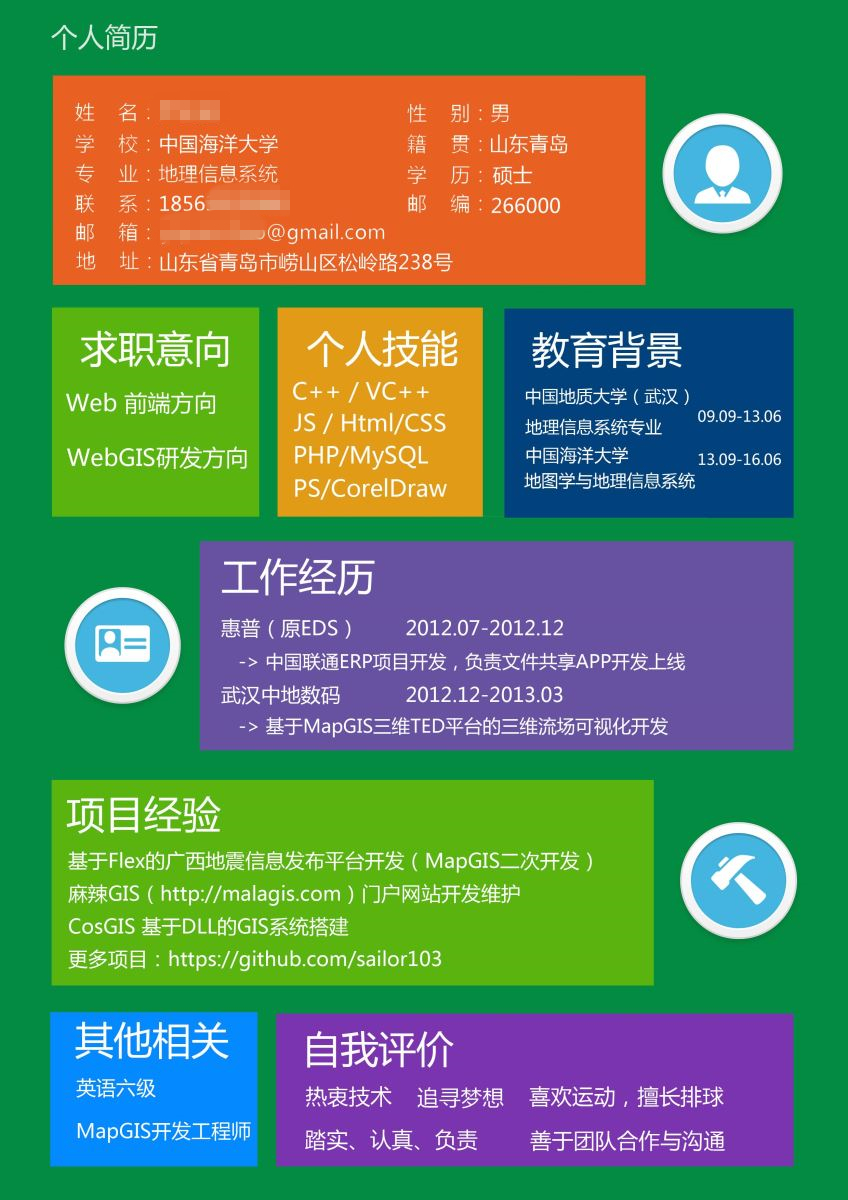 个人简历
姓 名：
性 别：男
学 校：中国海洋大学
籍 贯：山东青岛
专 业：地理信息系统
学 历：硕士
联 系：1856
邮 编：266000
邮 箱：@gmail.com
地 址：山东省青岛市崂山区松岭路238号
求职意向
Web 前端方向
WebGIS研发方向
个人技能
C++ / VC++
JS / Html/CSS
PHP/MySQL
PS/CorelDraw
教育背景
中国地质大学（武汉）
地理信息系统专业
09.09-13.06
中国海洋大学
地图学与地理信息系统
13.09-16.06
工作经历
惠普（原EDS） 2012.07-2012.12
-> 中国联通ERP项目开发，负责文件共享APP开发上线
武汉中地数码 2012.12-2013.03
-> 基于MapGIS三维TED平台的三维流场可视化开发
项目经验
基于Flex的广西地震信息发布平台开发（MapGIS二次开发）
麻辣GIS（http://malagis.com）门户网站开发维护
CosGIS 基于DLL的GIS系统搭建
更多项目：https://github.com/sailor103
其他相关
英语六级
MapGIS开发工程师
自我评价
热衷技术 追寻梦想 喜欢运动，擅长排球
踏实、认真、负责 善于团队合作与沟通